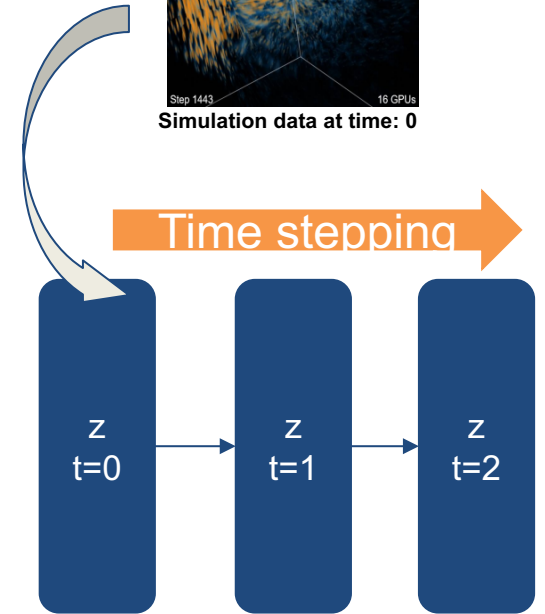 Step 1443
16 GPUs
Simulation data at time: 0
Time stepping
z
t=0
z
t=1
z
t=2